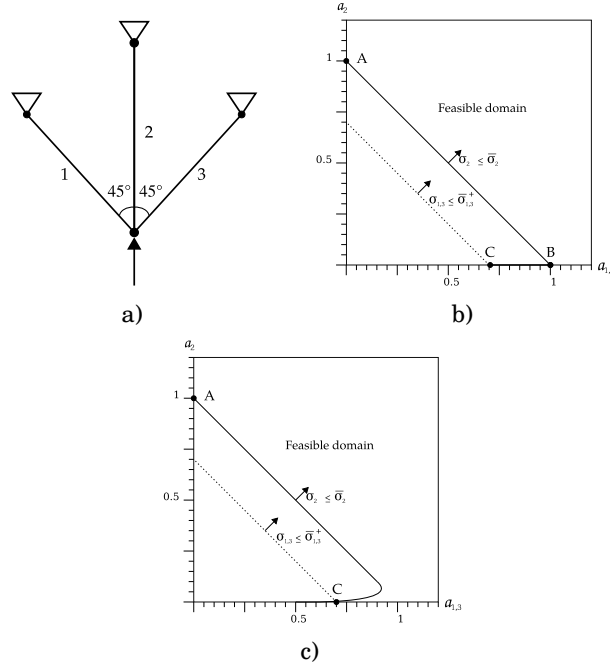 2
45°
45°
1
3
a)
a₂
1
A
Feasible domain
0.5
σ₂ ≤ σ̅₂
σ₁,₃ ≤ σ̅₁,₃⁺
C
B
0.5
1
a₁,
b)
a₂
1
A
Feasible domain
0.5
σ₂ ≤ σ̅₂
σ₁,₃ ≤ σ̅₁,₃⁺
C
0.5
1
a₁,₃
c)